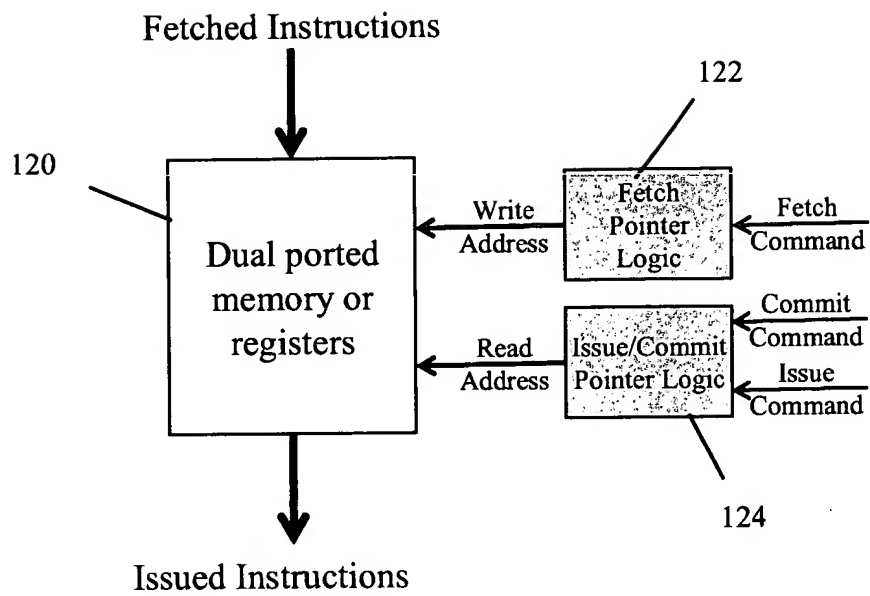 Fetched Instructions
122
120
Dual ported
memory or
registers
Write
Address
Fetch
Pointer
Logic
Fetch
Command
Read
Address
Issue/Commit
Pointer Logic
Commit
Command
Issue
Command
124
Issued Instructions